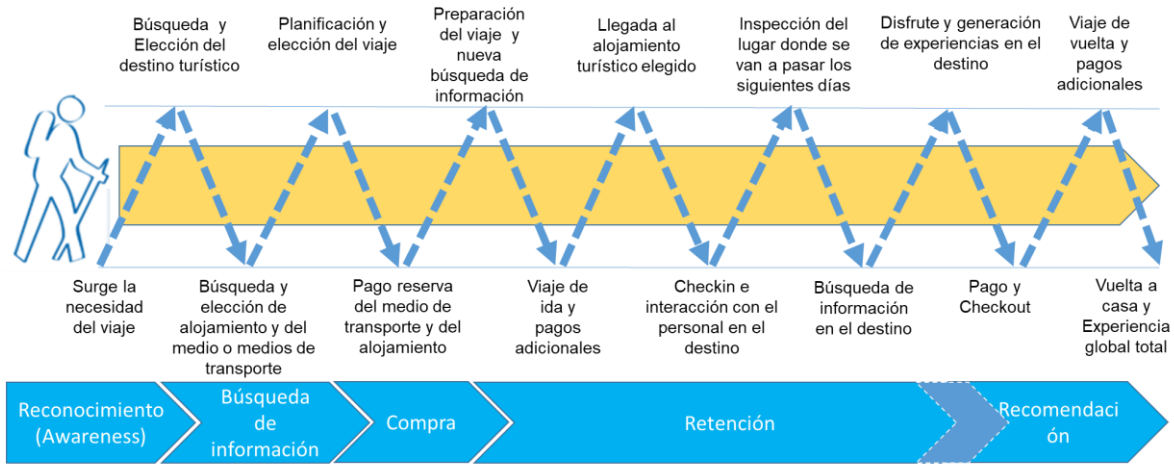 Búsqueda y
Elección del
destino turístico
Planificación y
elección del viaje
Preparación
del viaje y
nueva
búsqueda de
información
Llegada al
alojamiento
turístico elegido
Inspección del
lugar donde se
van a pasar los
siguientes días
Disfrute y generación
de experiencias en el
destino
Viaje de
vuelta y
pagos
adicionales
Surge la
necesidad
del viaje
Búsqueda y
elección de
alojamiento y del
medio o medios de
transporte
Pago reserva
del medio de
transporte y del
alojamiento
Viaje de
ida y
pagos
adicionales
Checkin e
interacción con el
personal en el
destino
Búsqueda de
información
en el destino
Pago y
Checkout
Vuelta a
casa y
Experiencia
global total
Reconocimiento
(Awareness)
Búsqueda
de
información
Compra
Retención
Recomendaci
ón